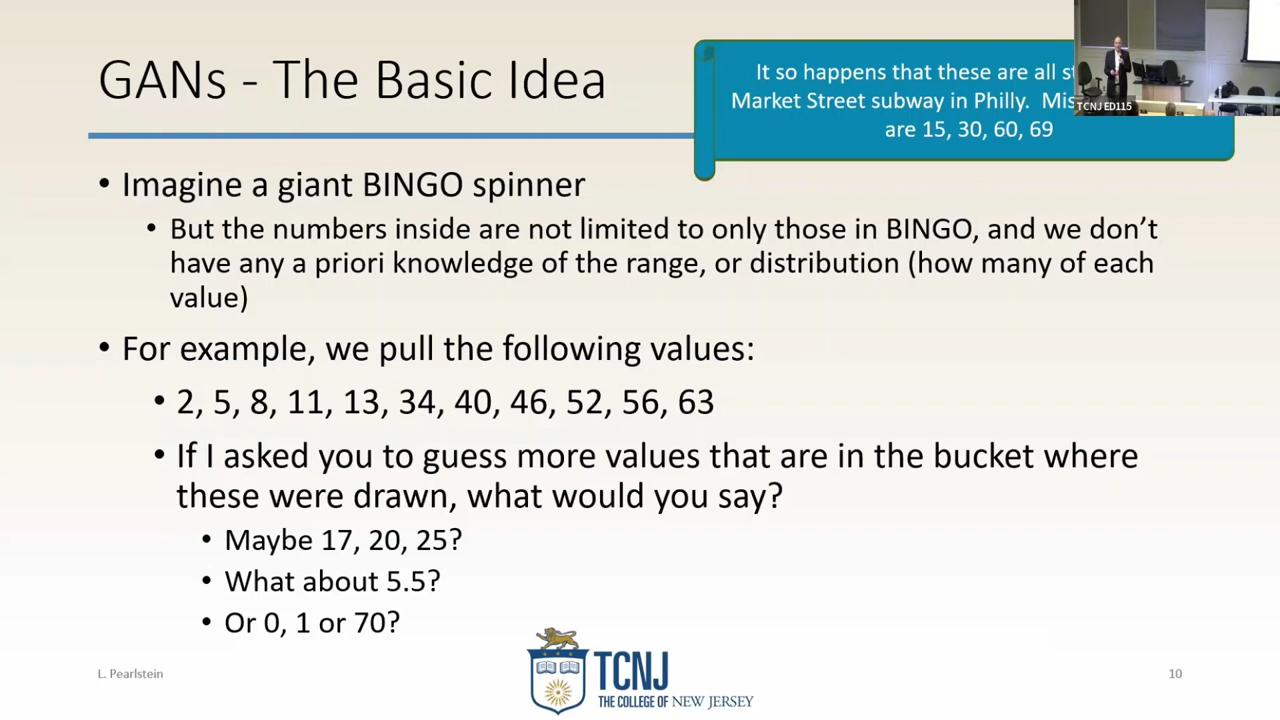 GANs - The Basic Idea
It so happens that these are all
Market Street subway in Philly.
are 15, 30, 60, 69
TCNJ ED115
• Imagine a giant BINGO spinner
• But the numbers inside are not limited to only those in BINGO, and we don’t
have any a priori knowledge of the range, or distribution (how many of each
value)
• For example, we pull the following values:
• 2, 5, 8, 11, 13, 34, 40, 46, 52, 56, 63
• If I asked you to guess more values that are in the bucket where
these were drawn, what would you say?
• Maybe 17, 20, 25?
• What about 5.5?
• Or 0, 1 or 70?
L. Pearlstein
TCNJ
THE COLLEGE OF NEW JERSEY
10